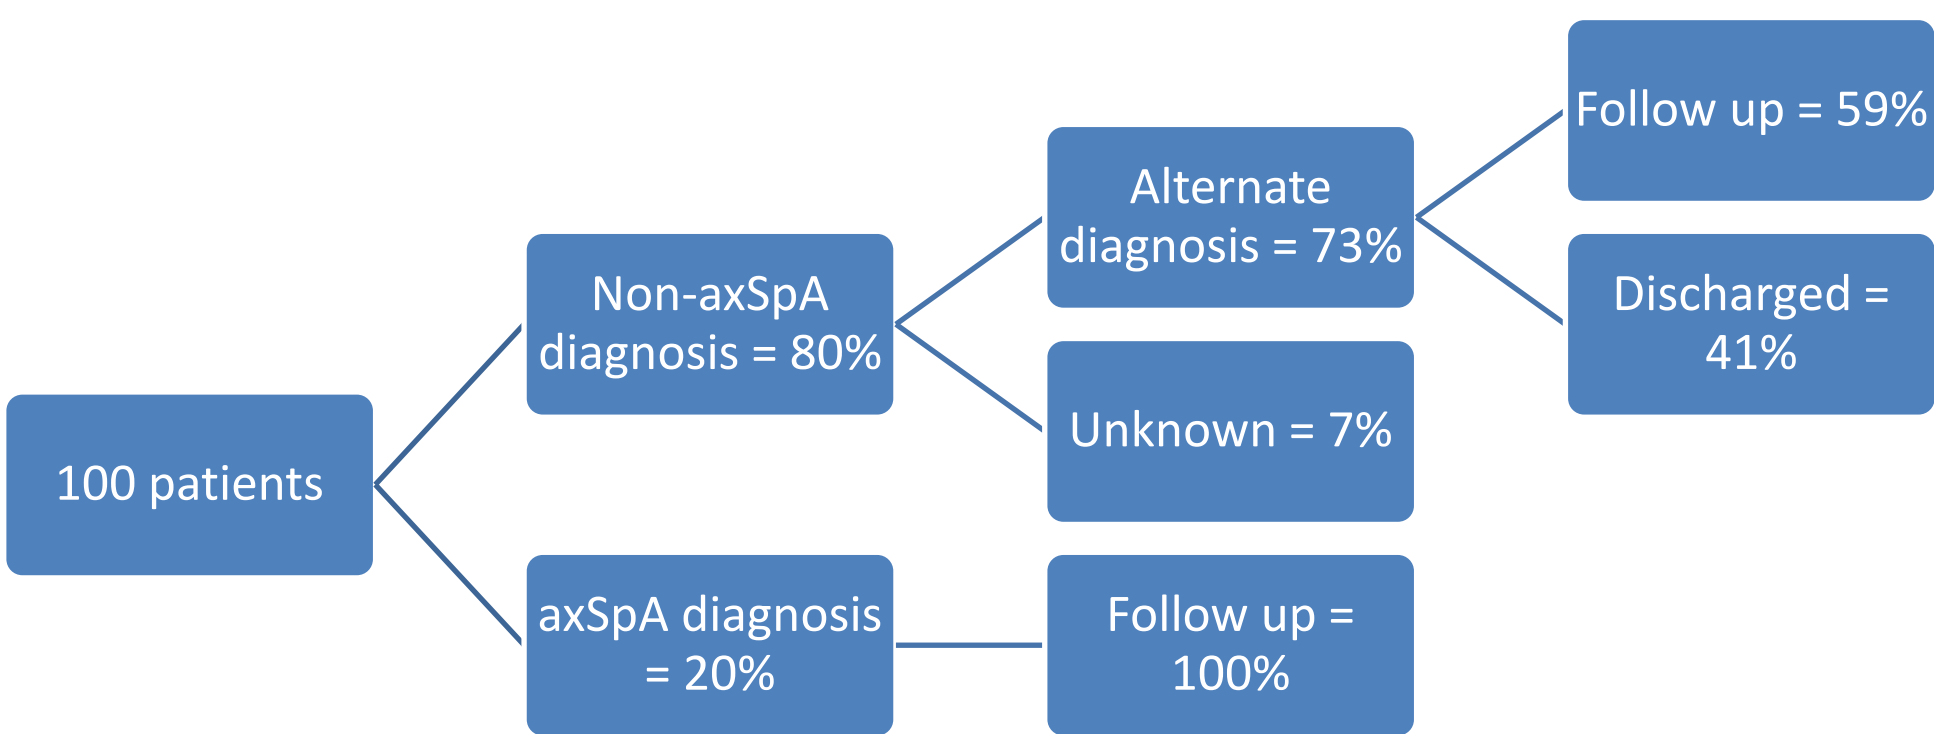 100 patients
Non-axSpA
diagnosis = 80%
Alternate
diagnosis = 73%
Follow up = 59%
Discharged =
41%
Unknown = 7%
axSpA diagnosis
= 20%
Follow up =
100%